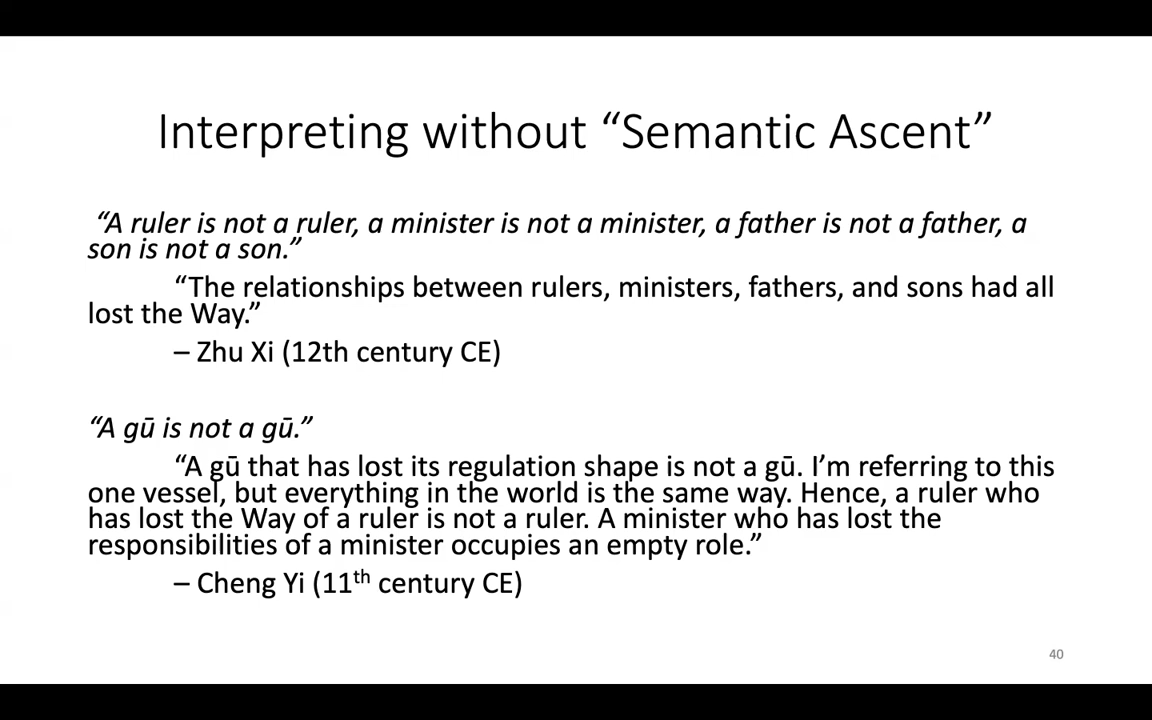 Interpreting without “Semantic Ascent”
“A ruler is not a ruler, a minister is not a minister, a father is not a father, a
son is not a son.”
“The relationships between rulers, ministers, fathers, and sons had all
lost the Way.”
– Zhu Xi (12th century CE)
“A gū is not a gū.”
“A gū that has lost its regulation shape is not a gū. I’m referring to this
one vessel, but everything in the world is the same way. Hence, a ruler who
has lost the Way of a ruler is not a ruler. A minister who has lost the
responsibilities of a minister occupies an empty role.”
– Cheng Yi (11th century CE)
40